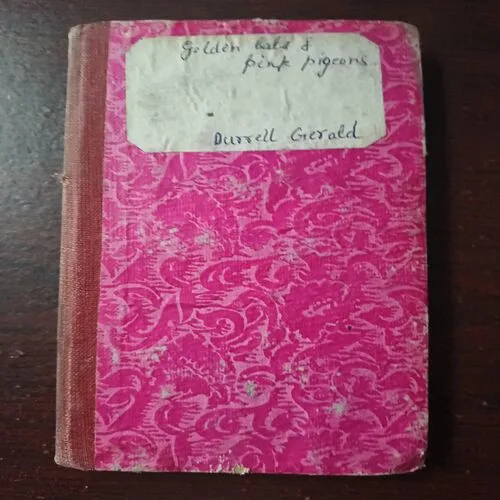 Golden bats &
pink pigeons
Durrell Gerald